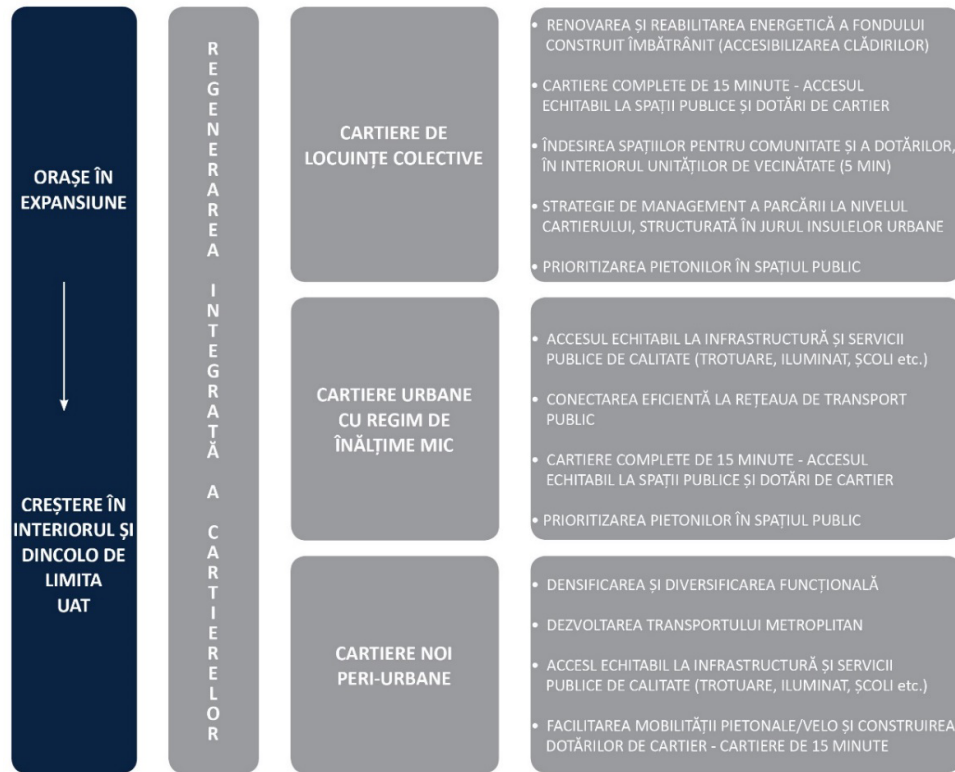 ORAȘE ÎN
EXPANSIUNE
CREȘTERE ÎN
INTERIORUL ȘI
DINCOLO DE
LIMITA
UAT
REGENERAREA INTEGRATĂ A CARTIERELOR
CARTIERE DE
LOCUINȚE COLECTIVE
• RENOVAREA ȘI REABILITAREA ENERGETICĂ A FONDULUI
CONSTRUIT ÎMBĂTRÂNIT (ACCESIBILIZAREA CLĂDIRILOR)
• CARTIERE COMPLETE DE 15 MINUTE - ACCESUL
ECHITABIL LA SPAȚII PUBLICE ȘI DOTĂRI DE CARTIER
• ÎNDESIREA SPAȚIILOR PENTRU COMUNITATE ȘI A DOTĂRILOR,
ÎN INTERIORUL UNITĂȚILOR DE VECINĂTATE (5 MIN)
• STRATEGIE DE MANAGEMENT A PARCĂRII LA NIVELUL
CARTIERULUI, STRUCTURATĂ ÎN JURUL INSULELOR URBANE
• PRIORITIZAREA PIETONILOR ÎN SPAȚIUL PUBLIC
CARTIERE URBANE
CU REGIM DE
ÎNĂLȚIME MIC
• ACCESUL ECHITABIL LA INFRASTRUCTURĂ ȘI SERVICII
PUBLICE DE CALITATE (TROTUARE, ILUMINAT, ȘCOLI etc.)
• CONECTAREA EFICIENTĂ LA REȚEAUA DE TRANSPORT
PUBLIC
• CARTIERE COMPLETE DE 15 MINUTE - ACCESUL
ECHITABIL LA SPAȚII PUBLICE ȘI DOTĂRI DE CARTIER
• PRIORITIZAREA PIETONILOR ÎN SPAȚIUL PUBLIC
CARTIERE NOI
PERI-URBANE
• DENSIFICAREA ȘI DIVERSIFICAREA FUNCȚIONALĂ
• DEZVOLTAREA TRANSPORTULUI METROPLITAN
• ACCESL ECHITABIL LA INFRASTRUCTURĂ ȘI SERVICII
PUBLICE DE CALITATE (TROTUARE, ILUMINAT, ȘCOLI etc.)
• FACILITAREA MOBILITĂȚII PIETONALE/VELO ȘI CONSTRUIREA
DOTĂRILOR DE CARTIER - CARTIERE DE 15 MINUTE